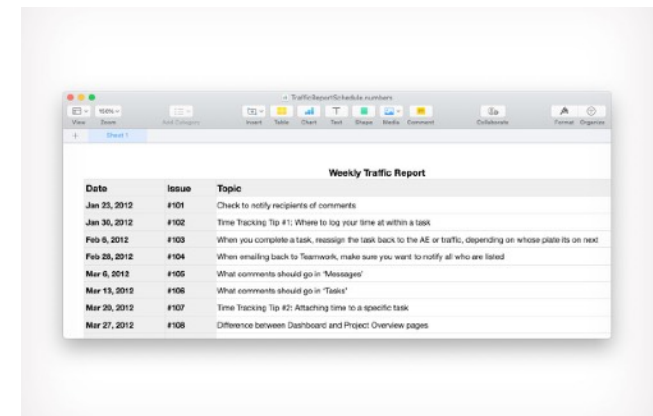 TrafficReportSchedule.numbers
100%
View Zoom Add Category Insert Table Chart Text Shape Media Comment Collaborate Format Organize
+ Sheet 1
Weekly Traffic Report
Date Issue Topic
Jan 23, 2012 #101 Check to notify recipients of comments
Jan 30, 2012 #102 Time Tracking Tip #1: Where to log your time at within a task
Feb 6, 2012 #103 When you complete a task, reassign the task back to the AE or traffic, depending on whose plate its on next
Feb 28, 2012 #104 When emailing back to Teamwork, make sure you want to notify all who are listed
Mar 6, 2012 #105 What comments should go in 'Messages'
Mar 13, 2012 #106 What comments should go in 'Tasks'
Mar 20, 2012 #107 Time Tracking Tip #2: Attaching time to a specific task
Mar 27, 2012 #108 Difference between Dashboard and Project Overview pages